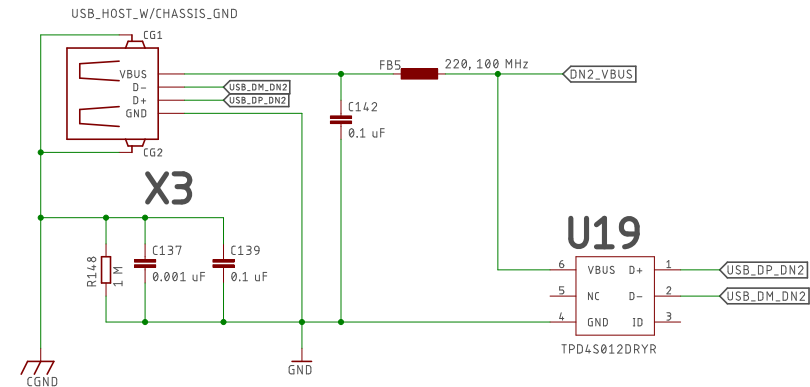 USB_HOST_W/CHASSIS_GND
CG1
VBUS
D-
D+
GND
USB_DM_DN2
USB_DP_DN2
CG2
FB5
220, 100 MHz
DN2_VBUS
C142
0.1 uF
X3
R148
1 M
C137
0.001 uF
C139
0.1 uF
U19
6
5
4
VBUS
NC
GND
D+
D-
ID
1
2
3
USB_DP_DN2
USB_DM_DN2
TPD4S012DRYR
GND
CGND